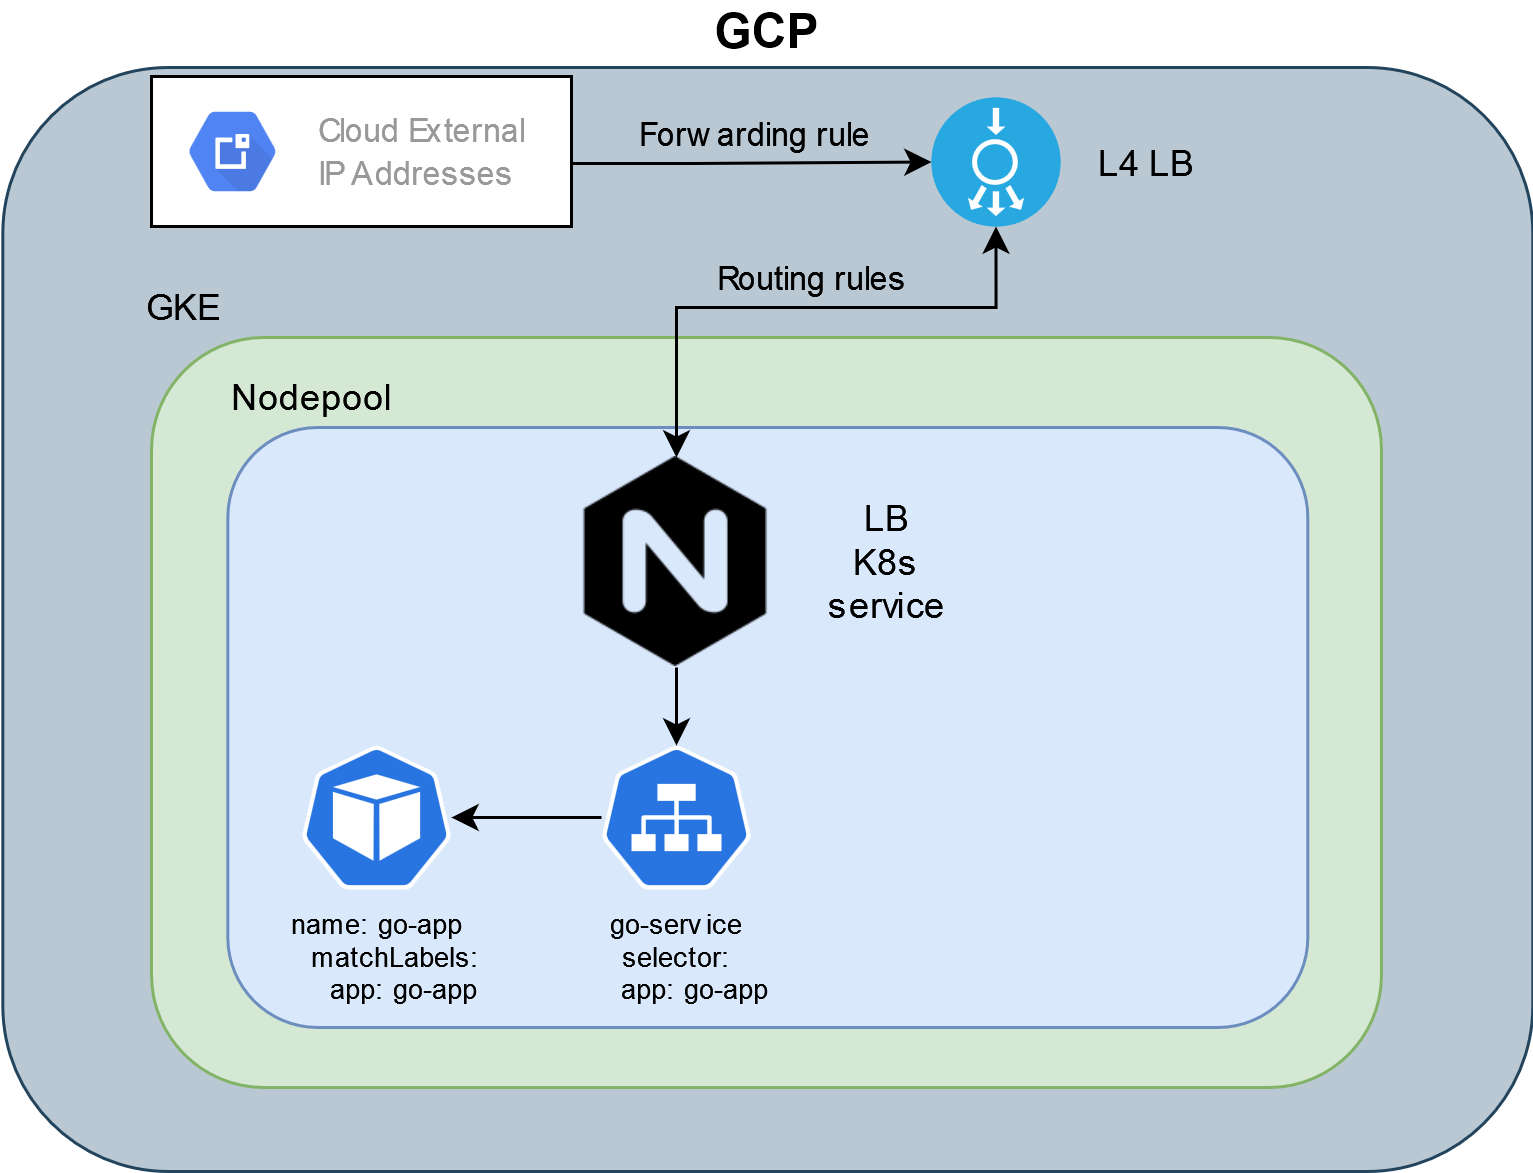 GCP
Cloud External
IP Addresses
Forwarding rule
L4 LB
Routing rules
GKE
Nodepool
LB
K8s
service
name: go-app
matchLabels:
app: go-app
go-service
selector:
app: go-app